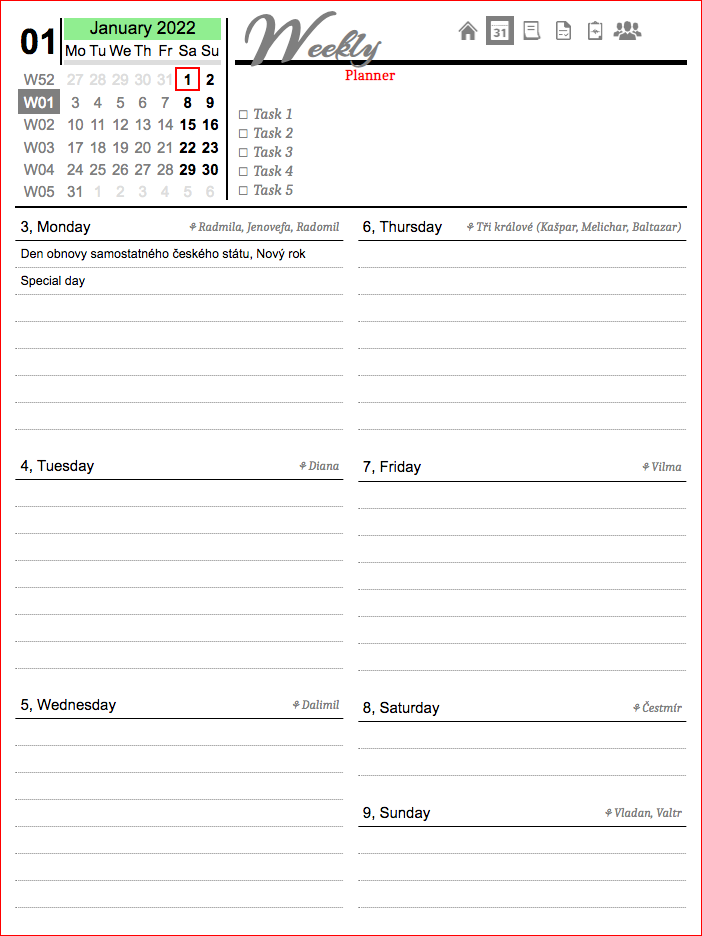 01
January 2022
Mo Tu We Th Fr Sa Su
W52 27 28 29 30 31 1 2
W01 3 4 5 6 7 8 9
W02 10 11 12 13 14 15 16
W03 17 18 19 20 21 22 23
W04 24 25 26 27 28 29 30
W05 31 1 2 3 4 5 6
Weekly
Planner
31
Task 1
Task 2
Task 3
Task 4
Task 5
3, Monday Radmila, Jenovefa, Radomil
Den obnovy samostatného českého státu, Nový rok
Special day
4, Tuesday Diana
5, Wednesday Dalimil
6, Thursday Tři králové (Kašpar, Melichar, Baltazar)
7, Friday Vilma
8, Saturday Čestmír
9, Sunday Vladan, Valtr